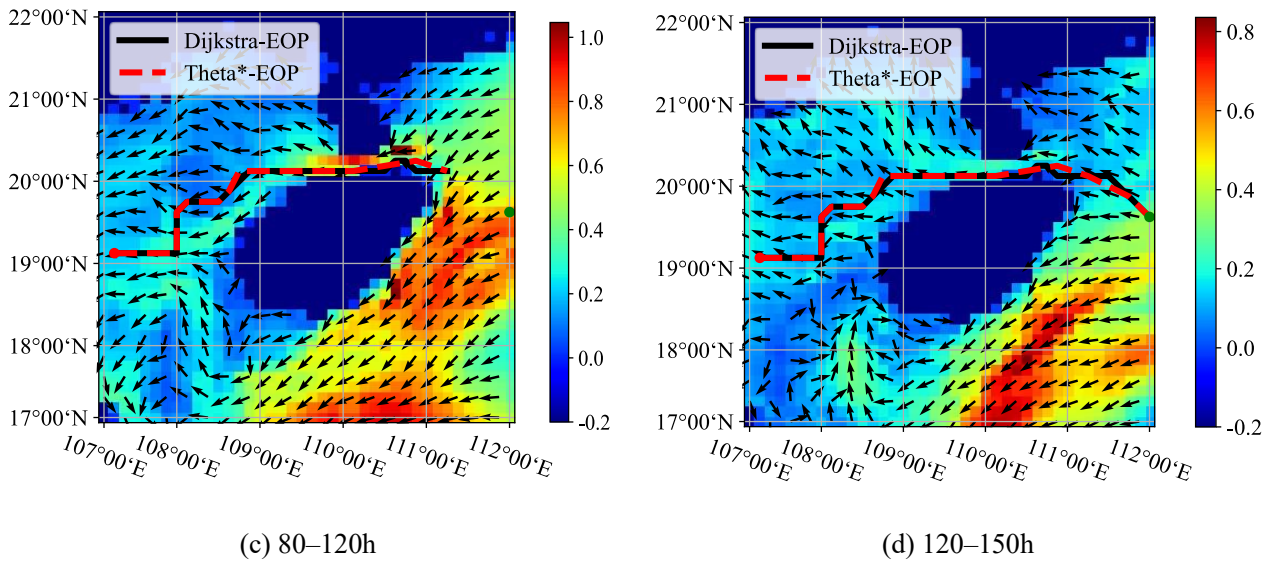 22°00‘N
21°00‘N
20°00‘N
19°00‘N
18°00‘N
17°00‘N
107°00‘E
108°00‘E
109°00‘E
110°00‘E
111°00‘E
112°00‘E
Dijkstra-EOP
Theta*-EOP
1.0
0.8
0.6
0.4
0.2
0.0
-0.2
(c) 80–120h
22°00‘N
21°00‘N
20°00‘N
19°00‘N
18°00‘N
17°00‘N
107°00‘E
108°00‘E
109°00‘E
110°00‘E
111°00‘E
112°00‘E
Dijkstra-EOP
Theta*-EOP
0.8
0.6
0.4
0.2
0.0
-0.2
(d) 120–150h